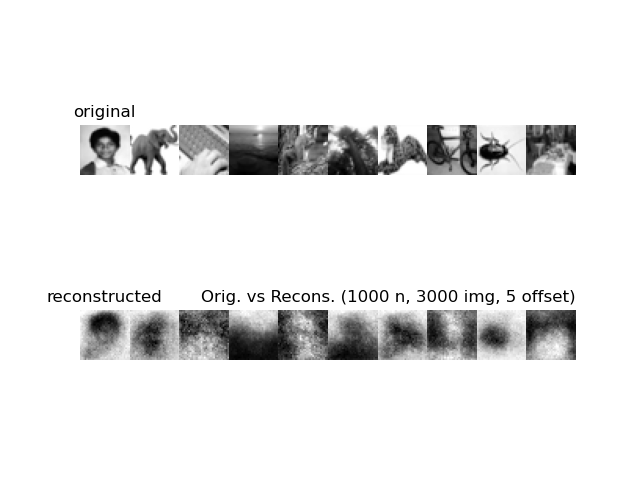 original
reconstructed
Orig. vs Recons. (1000 n, 3000 img, 5 offset)